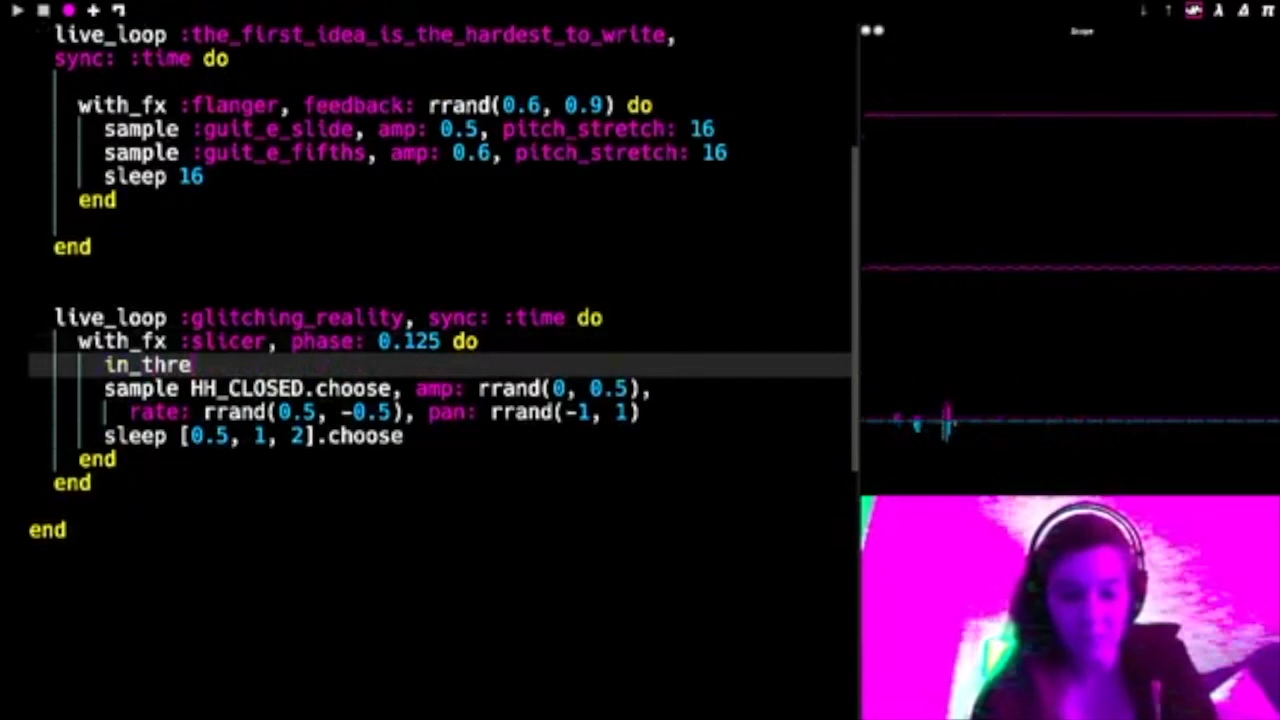 Scope
live_loop :the_first_idea_is_the_hardest_to_write,
sync: :time do
with_fx :flanger, feedback: rrand(0.6, 0.9) do
sample :guit_e_slide, amp: 0.5, pitch_stretch: 16
sample :guit_e_fifths, amp: 0.6, pitch_stretch: 16
sleep 16
end
end
live_loop :glitching_reality, sync: :time do
with_fx :slicer, phase: 0.125 do
in_thre
sample HH_CLOSED.choose, amp: rrand(0, 0.5),
rate: rrand(0.5, -0.5), pan: rrand(-1, 1)
sleep [0.5, 1, 2].choose
end
end
end